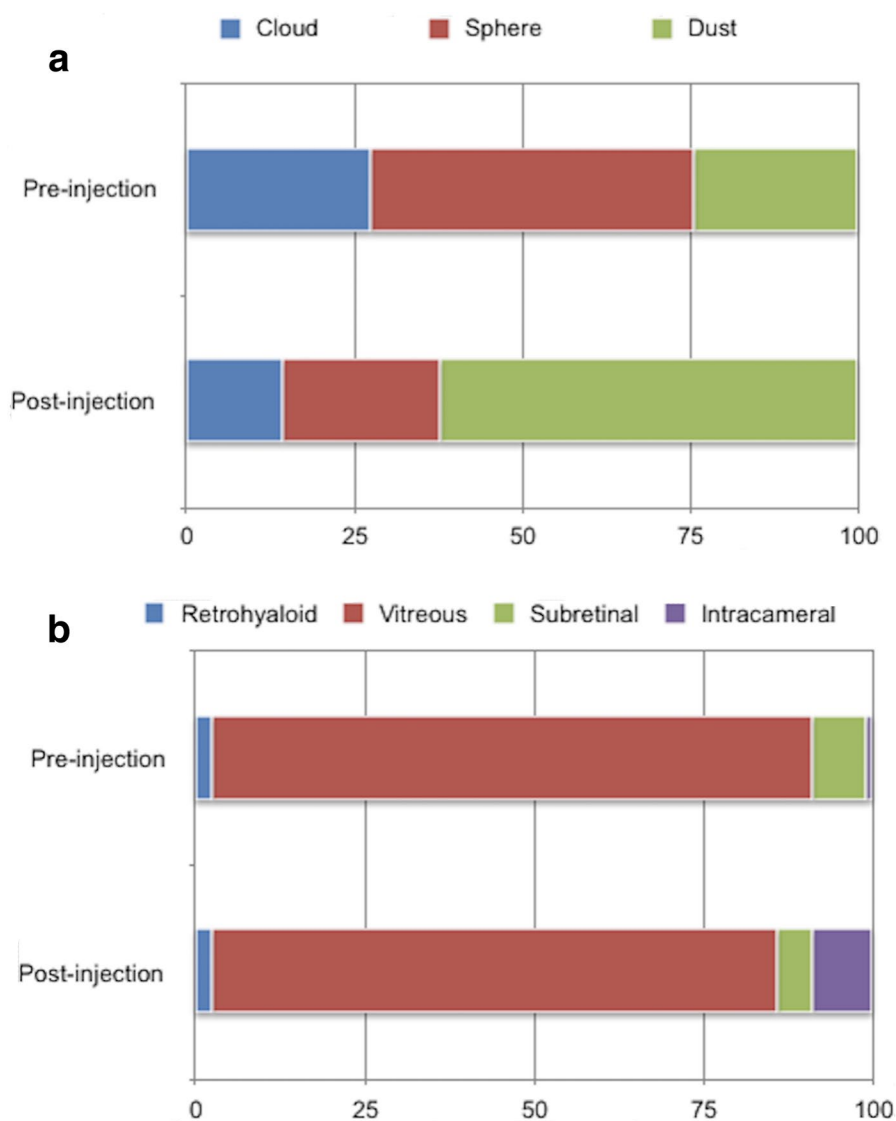 Cloud Sphere Dust
a
Pre-injection
Post-injection
0 25 50 75 100
Retrohyaloid Vitreous Subretinal Intracameral
b
Pre-injection
Post-injection
0 25 50 75 100